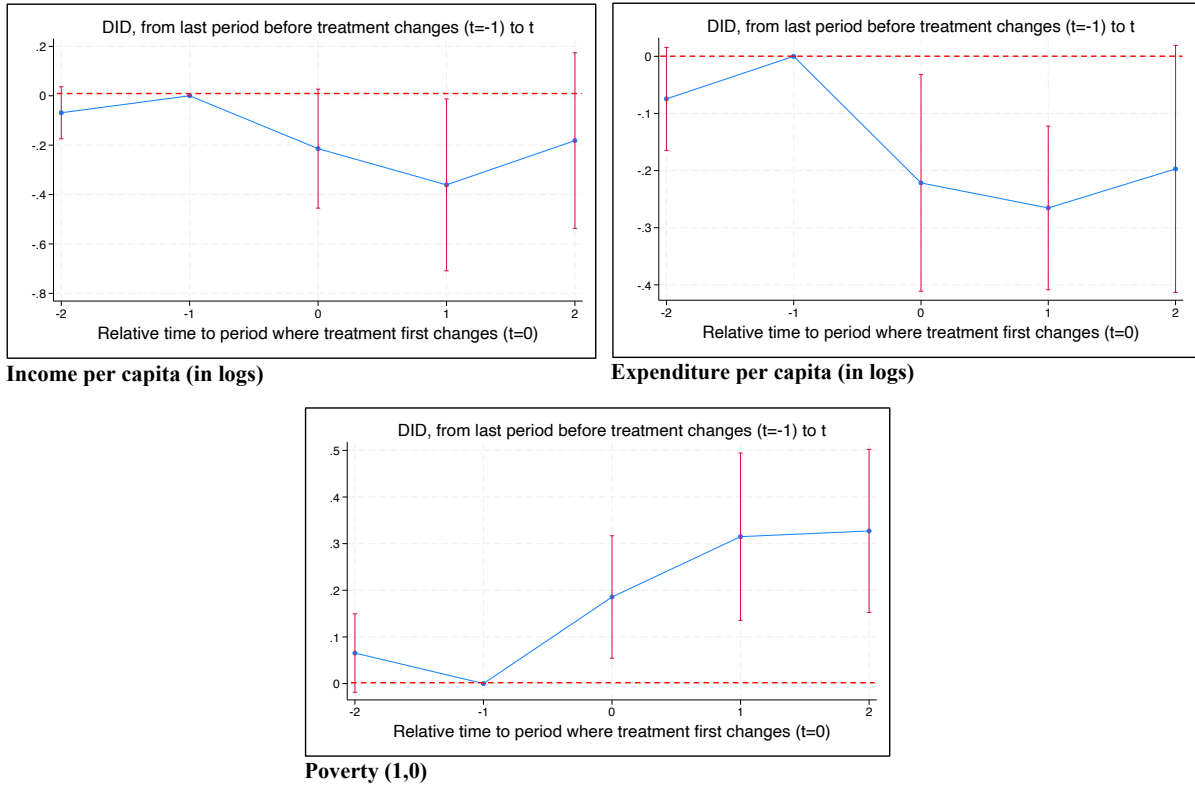 DID, from last period before treatment changes (t=-1) to t
.2
0
-.2
-.4
-.6
-.8
-2 -1 0 1 2
Relative time to period where treatment first changes (t=0)
Income per capita (in logs)
DID, from last period before treatment changes (t=-1) to t
0
-.1
-.2
-.3
-.4
-2 -1 0 1 2
Relative time to period where treatment first changes (t=0)
Expenditure per capita (in logs)
DID, from last period before treatment changes (t=-1) to t
.5
.4
.3
.2
.1
0
-2 -1 0 1 2
Relative time to period where treatment first changes (t=0)
Poverty (1,0)